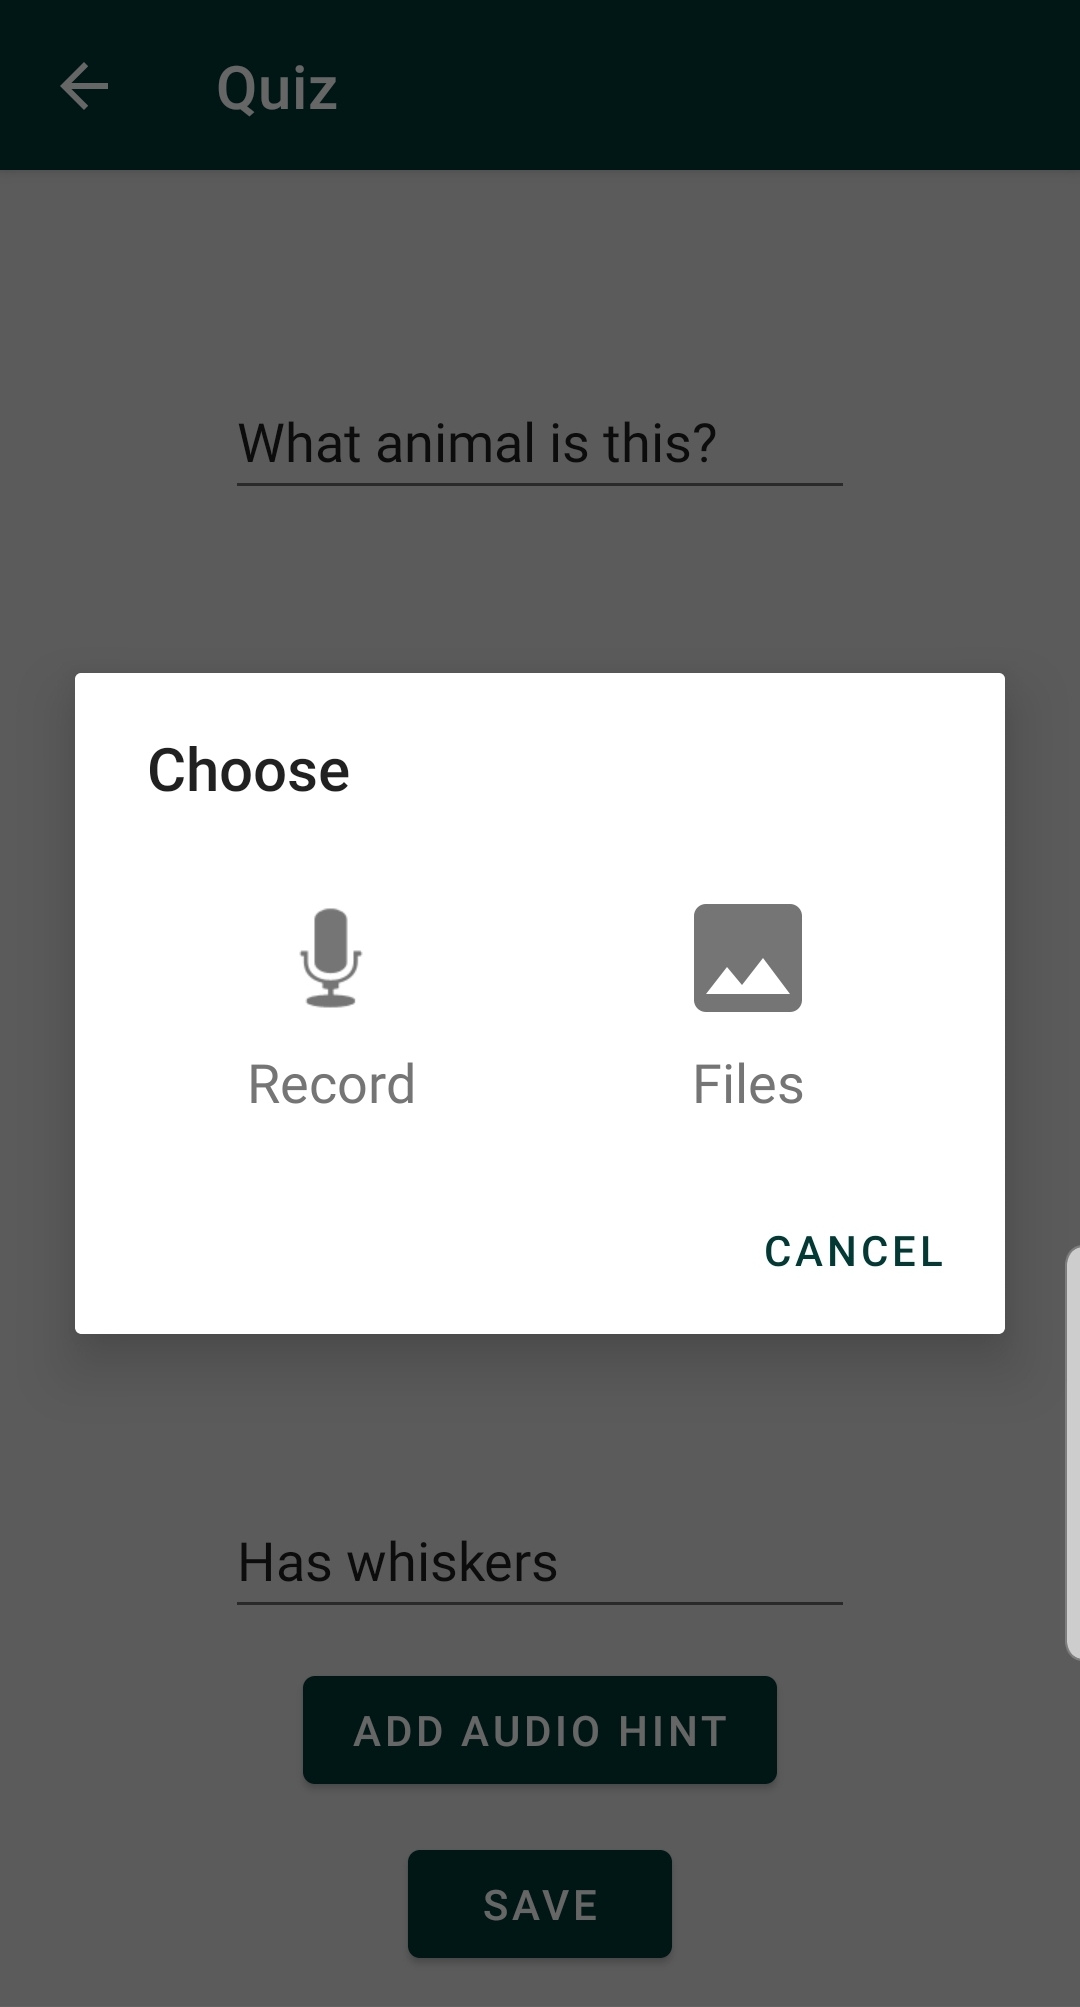 Quiz
What animal is this?
Choose
Record
Files
CANCEL
Has whiskers
ADD AUDIO HINT
SAVE